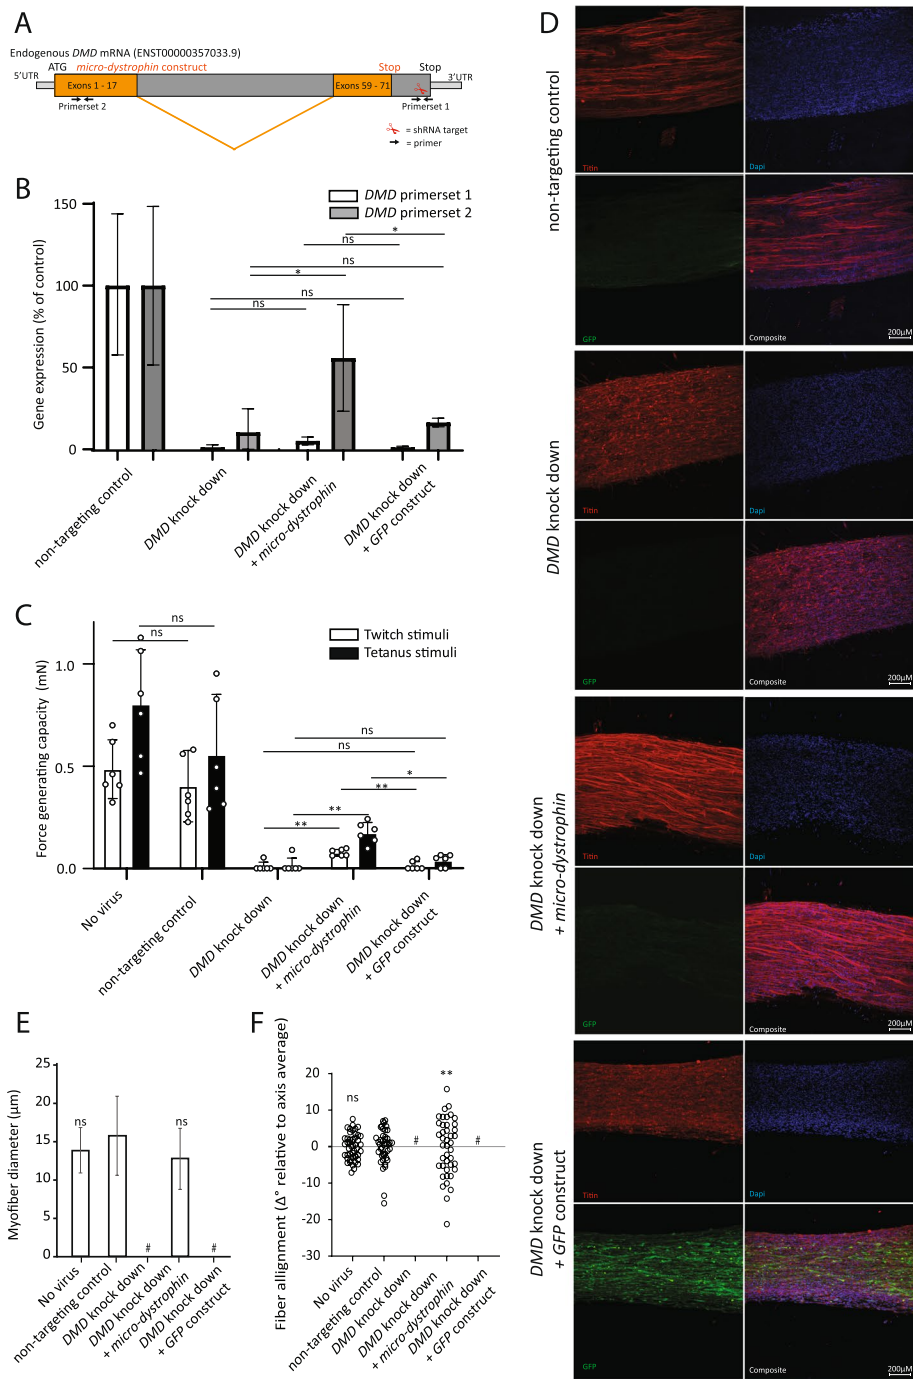 A
Endogenous DMD mRNA (ENST00000357033.9)
5'UTR
ATG
micro-dystrophin construct
Stop
Stop
3'UTR
Exons 1 - 17
Exons 59 - 71
Primerset 2
Primerset 1
= shRNA target
= primer
B
DMD primerset 1
DMD primerset 2
Gene expression (% of control)
150
100
50
0
*
ns
ns
*
ns
ns
non-targeting control
DMD knock down
DMD knock down
+ micro-dystrophin
DMD knock down
+ GFP construct
C
Twitch stimuli
Tetanus stimuli
Force generating capacity (mN)
1.0
0.5
0.0
ns
ns
ns
ns
*
**
**
**
No virus
non-targeting control
DMD knock down
DMD knock down
+ micro-dystrophin
DMD knock down
+ GFP construct
D
non-targeting control
Titin
Dapi
GFP
Composite
200µM
DMD knock down
Titin
Dapi
GFP
Composite
200µM
DMD knock down
+ micro-dystrophin
Titin
Dapi
GFP
Composite
200µM
DMD knock down
+ GFP construct
Titin
Dapi
GFP
Composite
200µM
E
Myofiber diameter (µm)
25
20
15
10
5
0
ns
#
ns
#
No virus
non-targeting control
DMD knock down
DMD knock down
+ micro-dystrophin
DMD knock down
+ GFP construct
F
Fiber allignment (Δ° relative to axis average)
20
10
0
-10
-20
-30
ns
#
**
#
No virus
non-targeting control
DMD knock down
DMD knock down
+ micro-dystrophin
DMD knock down
+ GFP construct